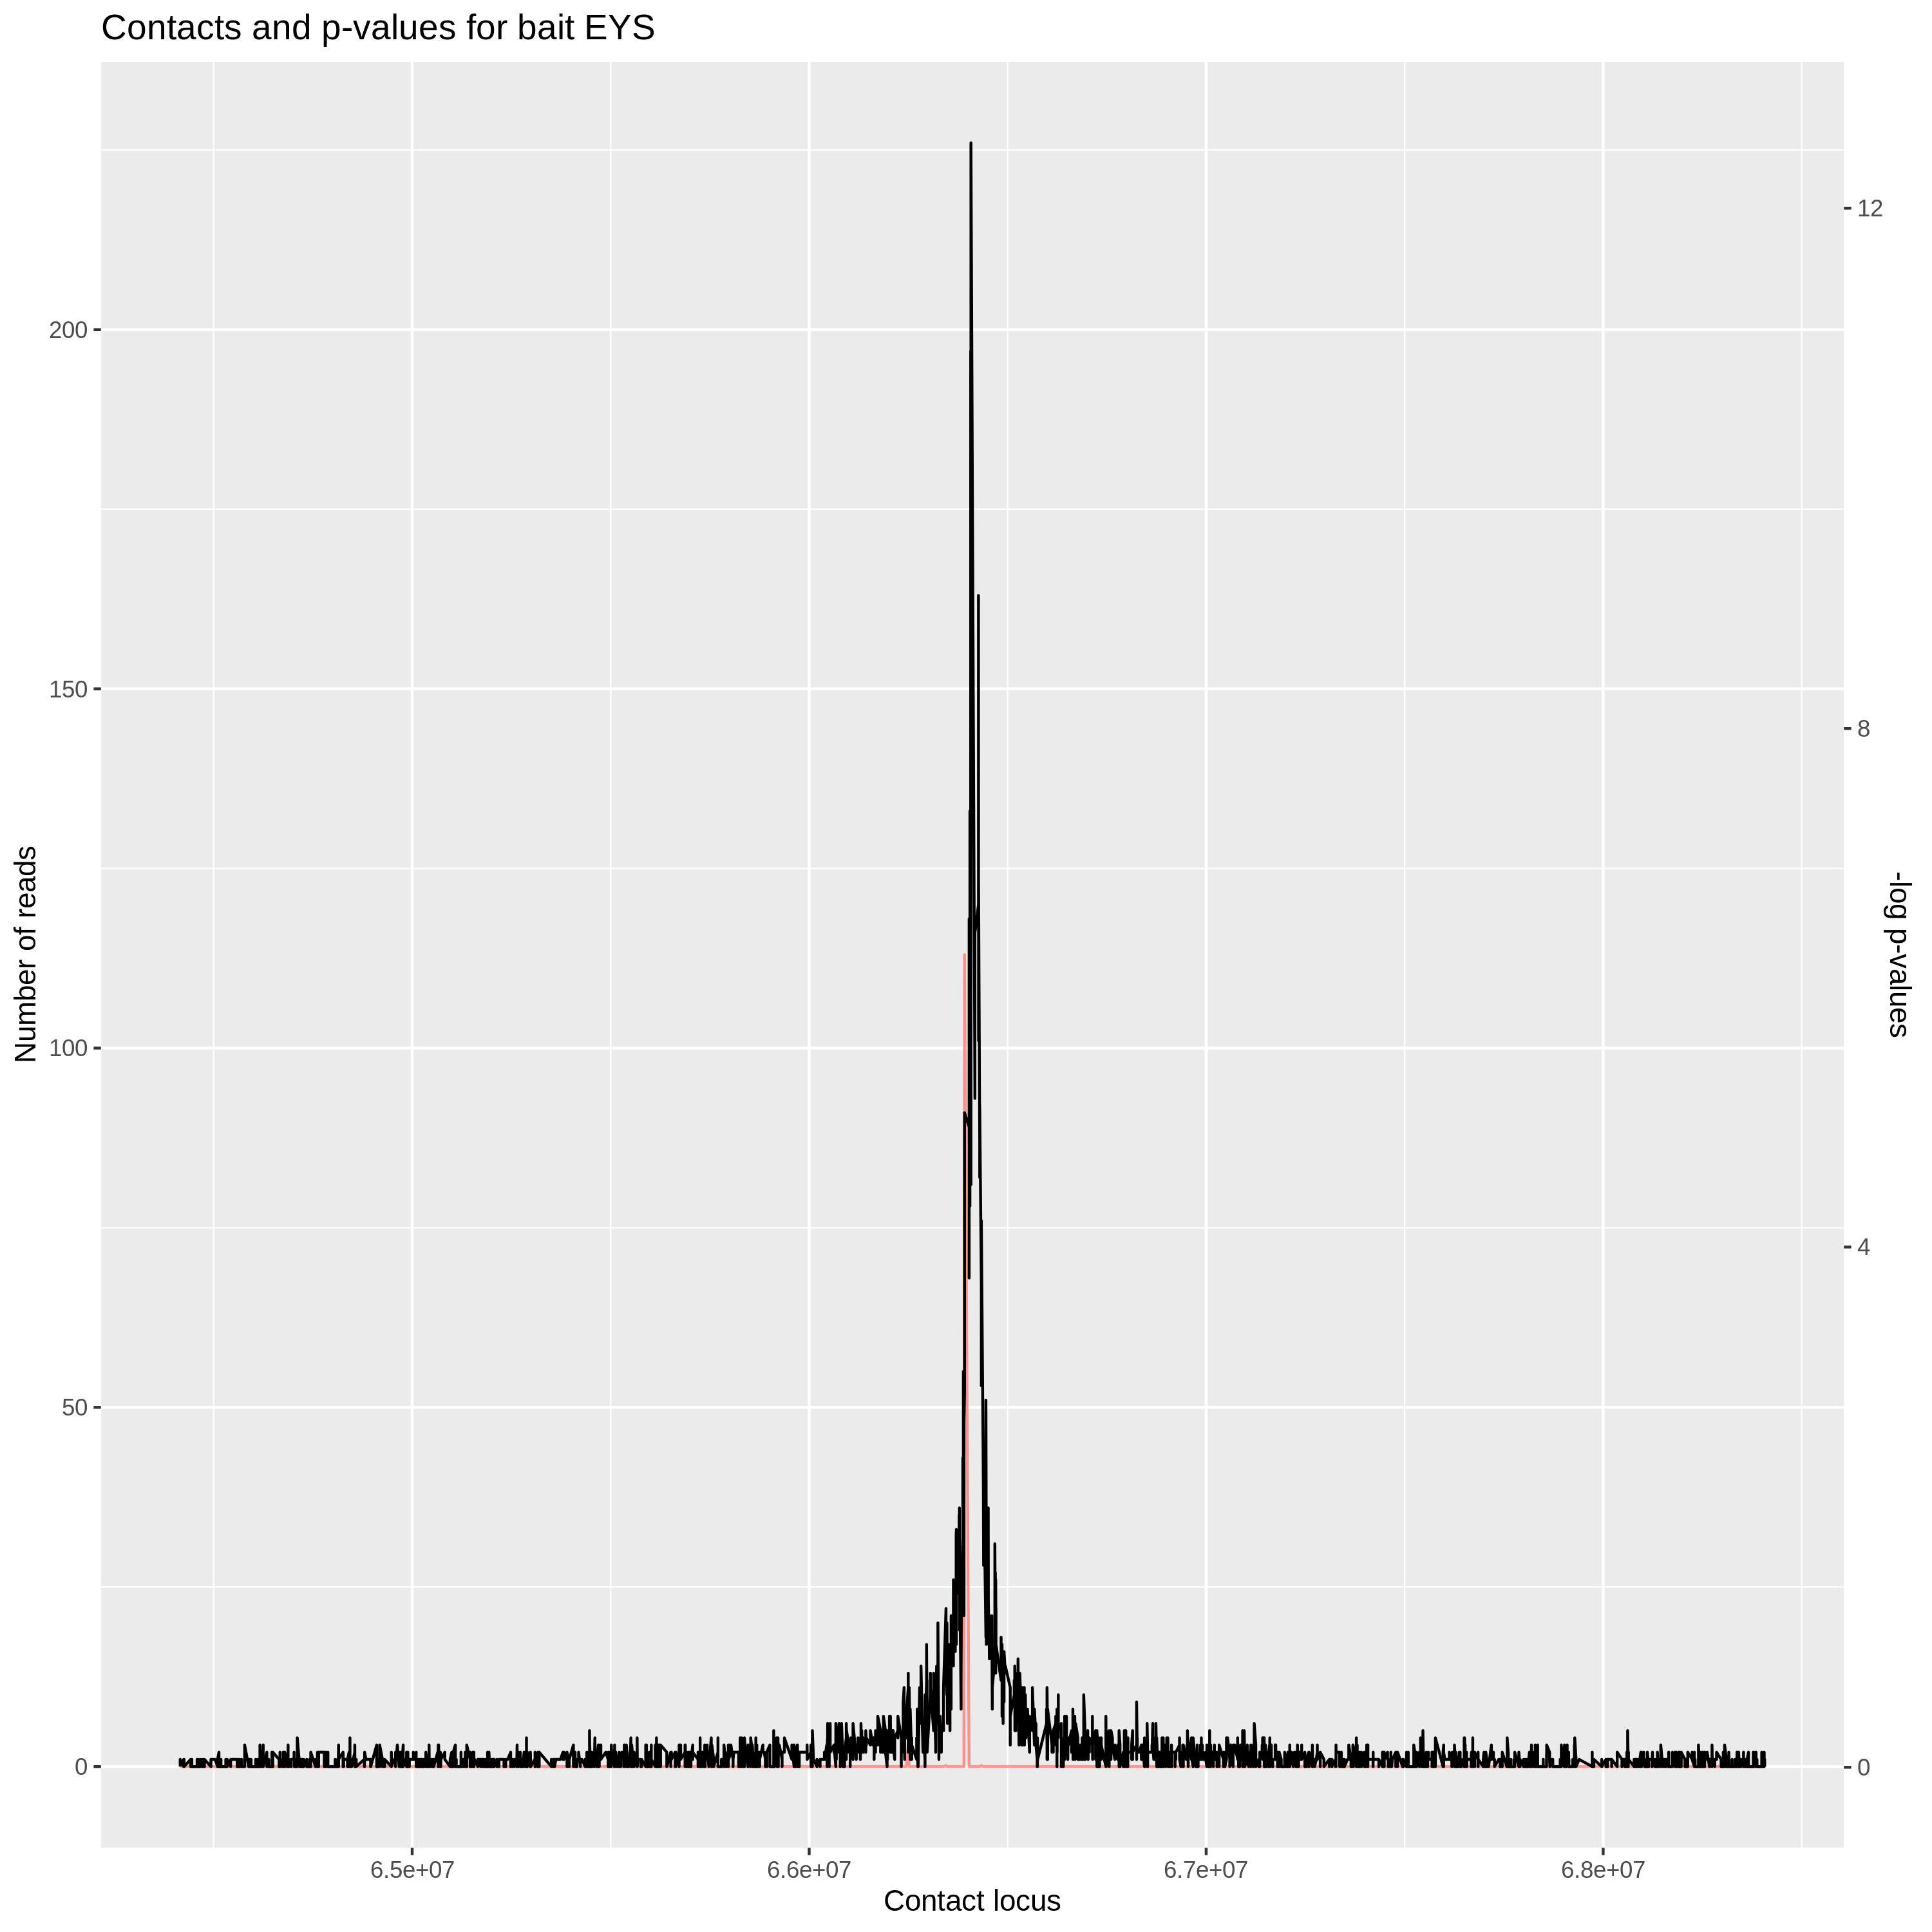 Contacts and p-values for bait EYS
Number of reads
200
150
100
50
0
12
8
4
0
-log p-values
6.5e+07
6.6e+07
6.7e+07
6.8e+07
Contact locus